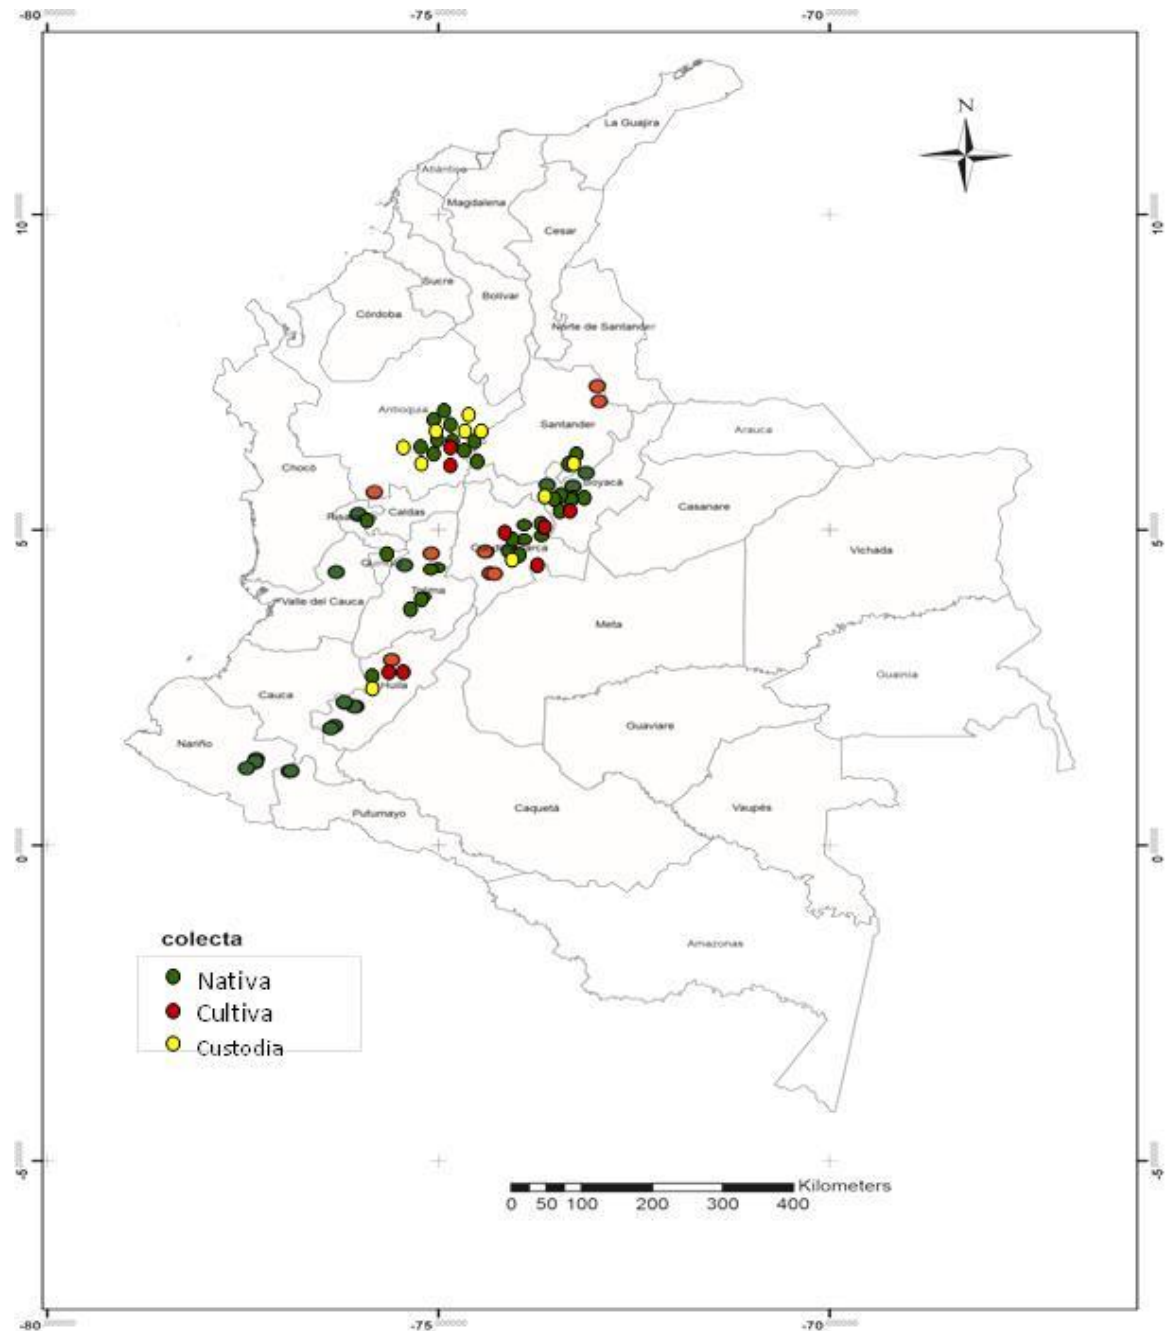 -80 -75 -70
N
La Guajira
Atlántico
Magdalena
Cesar
10 10
Sucre
Bolívar
Córdoba
Norte de Santander
Antioquia
Santander
Arauca
Chocó
Boyacá
Casanare
Caldas
5 5
Vichada
Valle del Cauca
Tolima
Meta
Guainía
Huila
Cauca
Guaviare
Nariño
Caquetá
Vaupés
Putumayo
0 0
colecta
Amazonas
Nativa
Cultiva
Custodia
-5 -5
Kilometers
0 50 100 200 300 400
-80 -75 -70